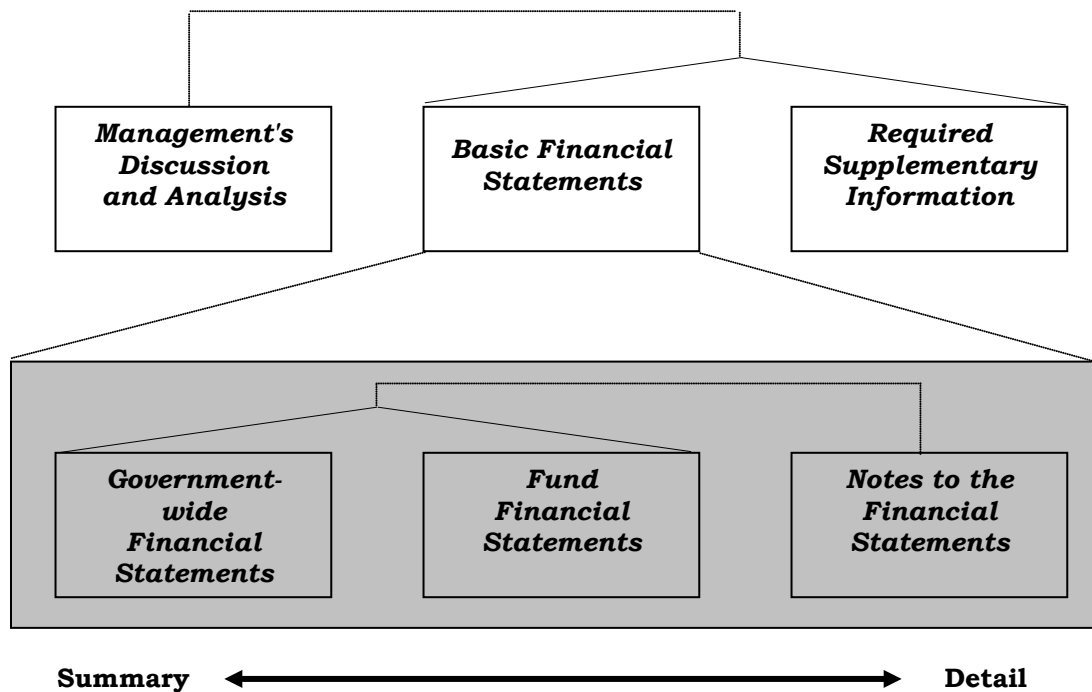 Management's
Discussion
and Analysis
Basic Financial
Statements
Required
Supplementary
Information
Government-
wide
Financial
Statements
Fund
Financial
Statements
Notes to the
Financial
Statements
Summary
Detail